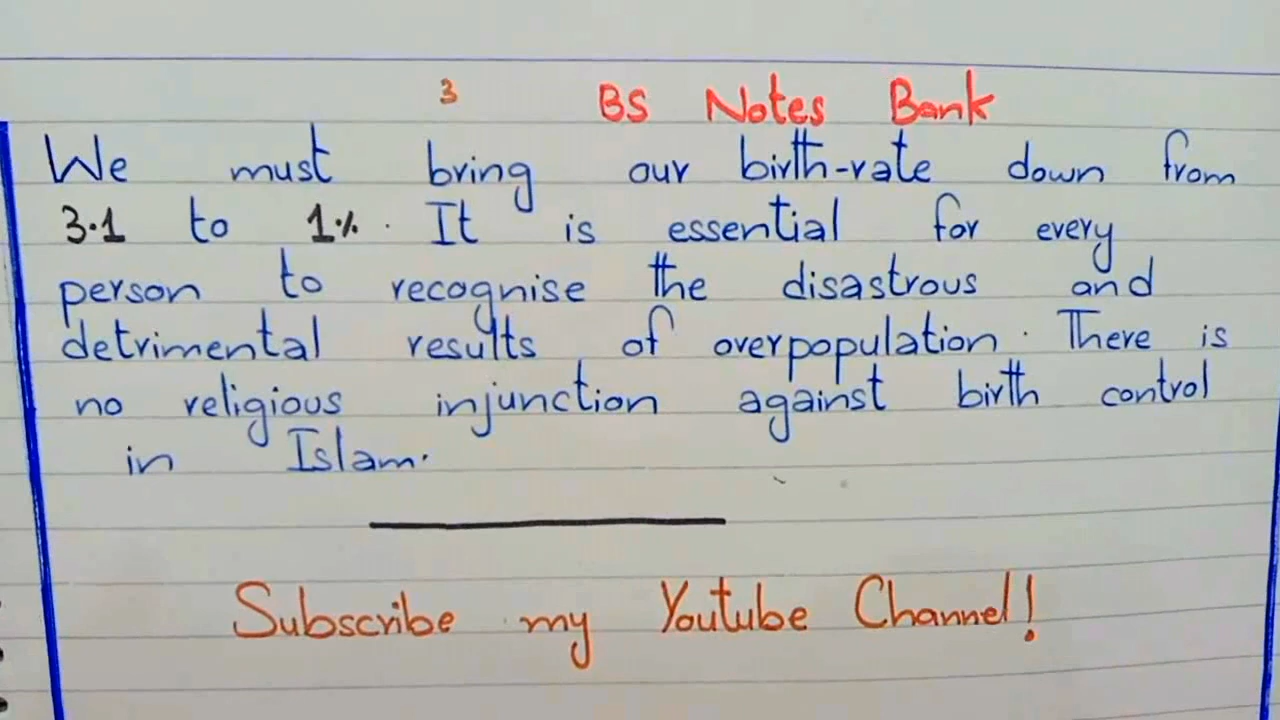 3 BS Notes Bank
We must bring our birth-rate down from
3.1 to 1%. It is essential for every
person to recognise the disastrous and
detrimental results of overpopulation. There is
no religious injunction against birth control
in Islam.
Subscribe my Youtube Channel!